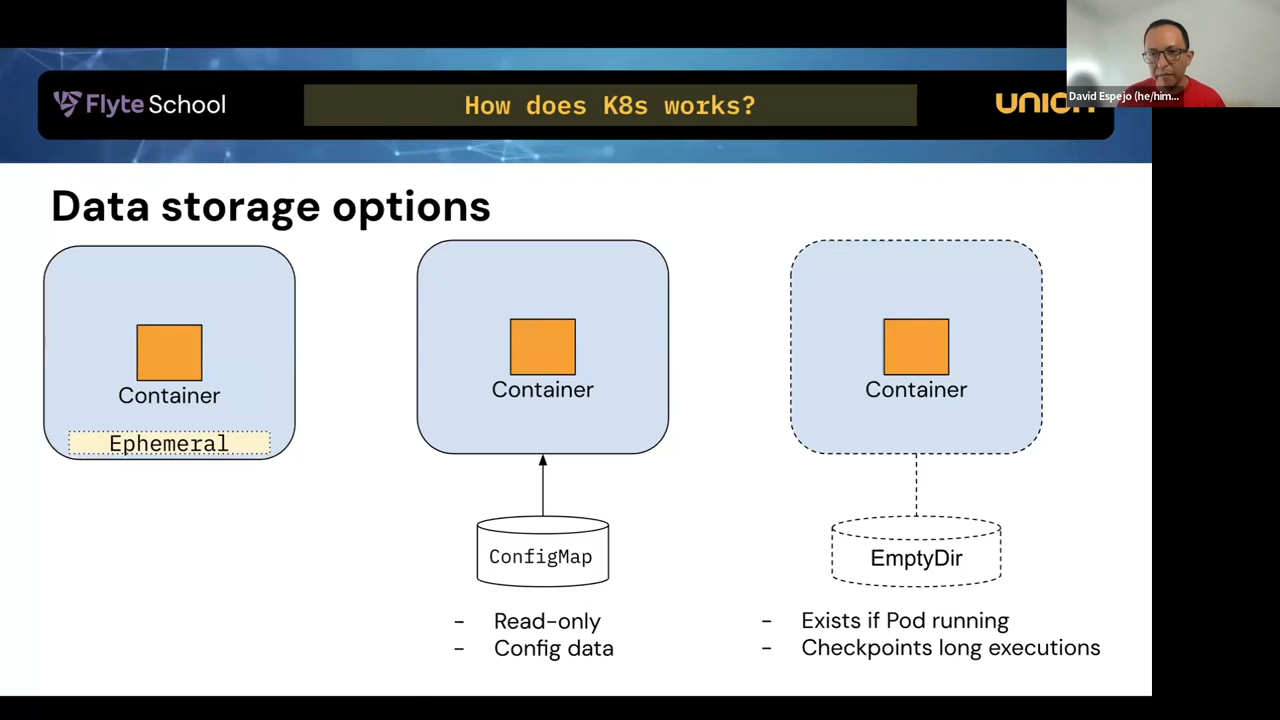 Flyte School
How does K8s works?
UNION
David Espejo (he/him...
Data storage options
Container
Ephemeral
Container
ConfigMap
- Read-only
- Config data
Container
EmptyDir
- Exists if Pod running
- Checkpoints long executions